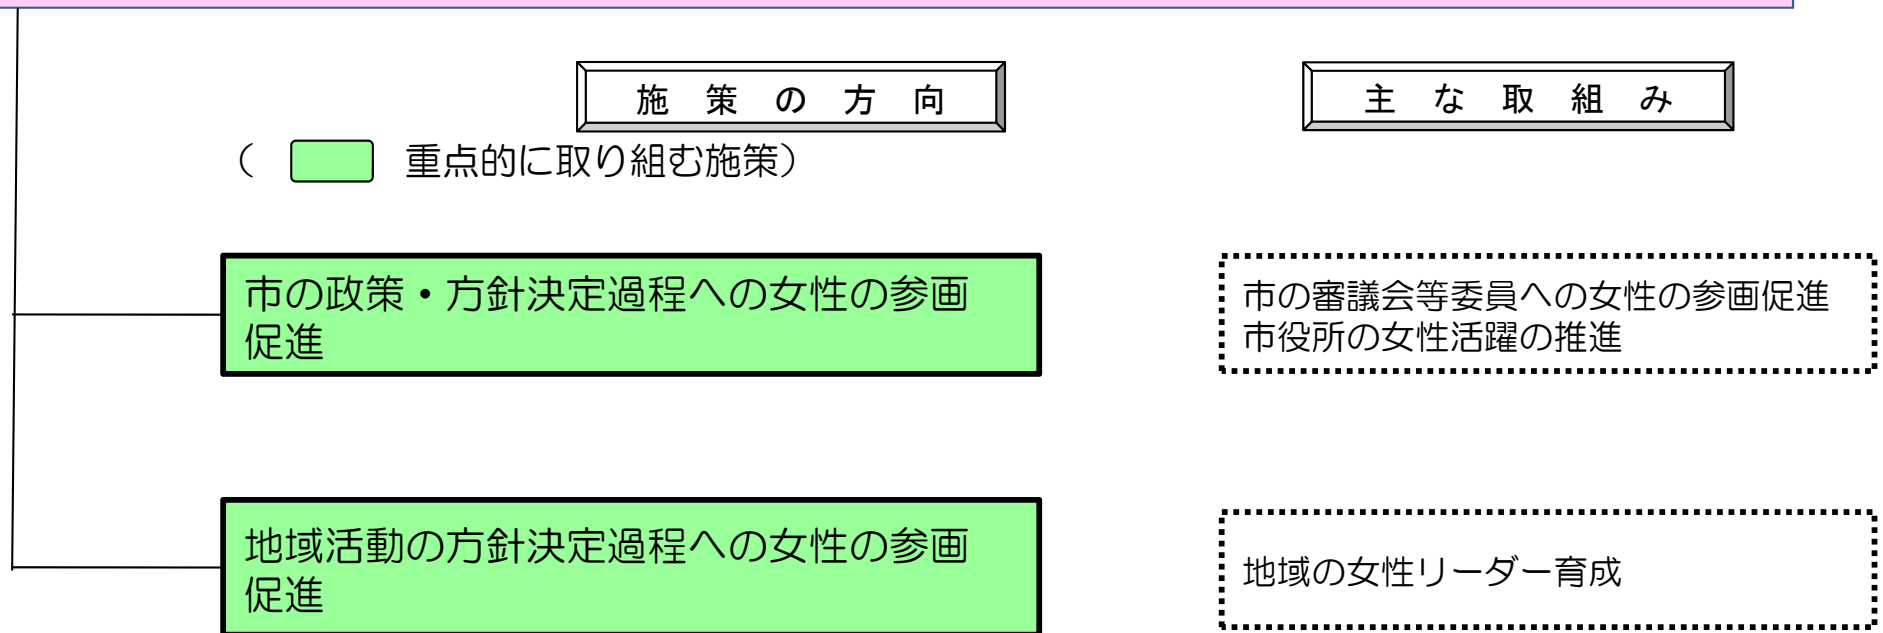 施策の方向
主な取組み
（　　重点的に取り組む施策）
市の政策・方針決定過程への女性の参画
促進
市の審議会等委員への女性の参画促進
市役所の女性活躍の推進
地域活動の方針決定過程への女性の参画
促進
地域の女性リーダー育成